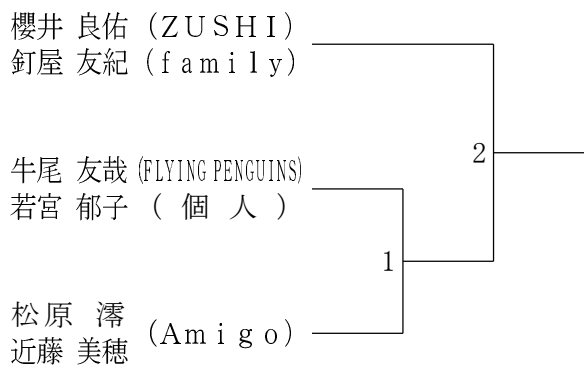 櫻井 良佑 (ZUSHI)
釘屋 友紀 (family)
2
牛尾 友哉 (FLYING PENGUINS)
若宮 郁子 (個人)
1
松原 澪
近藤 美穂 (Amigo)